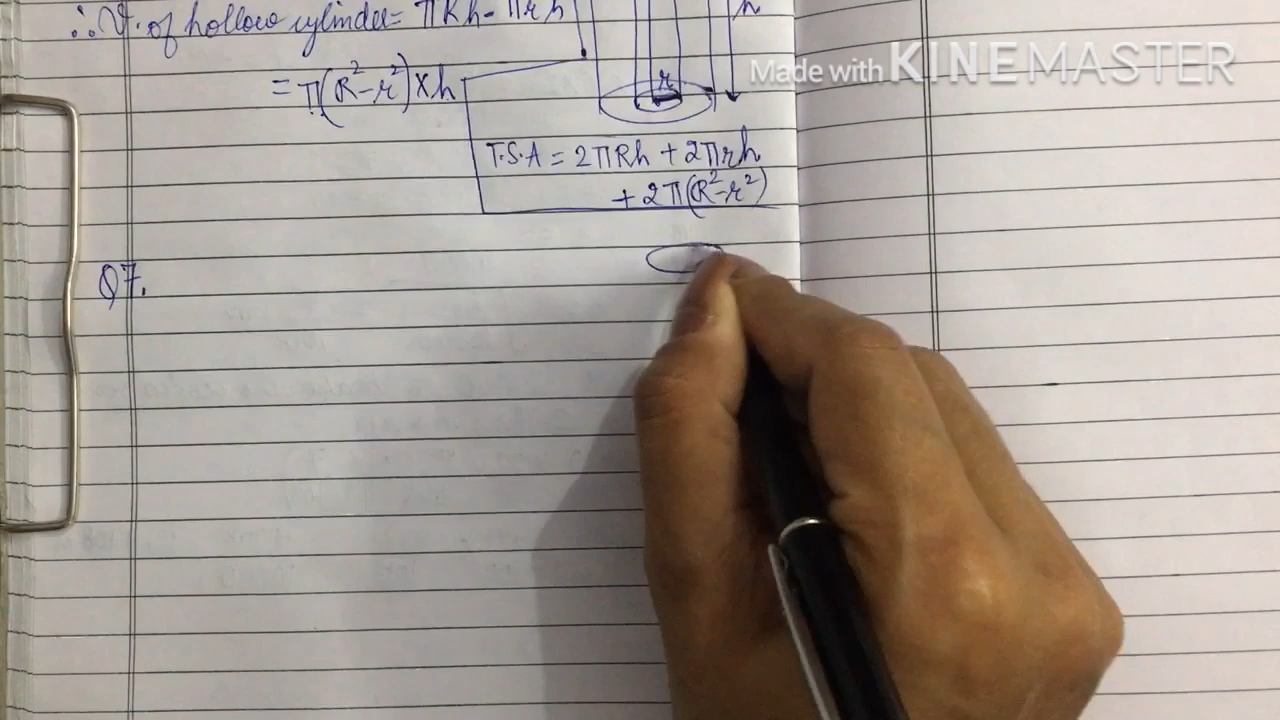 ∴ V. of hollow cylinder = πR²h - πr²h
h
= π(R²-r²)×h
r
Made with KINEMASTER
T.S.A = 2πRh + 2πrh
+ 2π(R²-r²)
Q7.